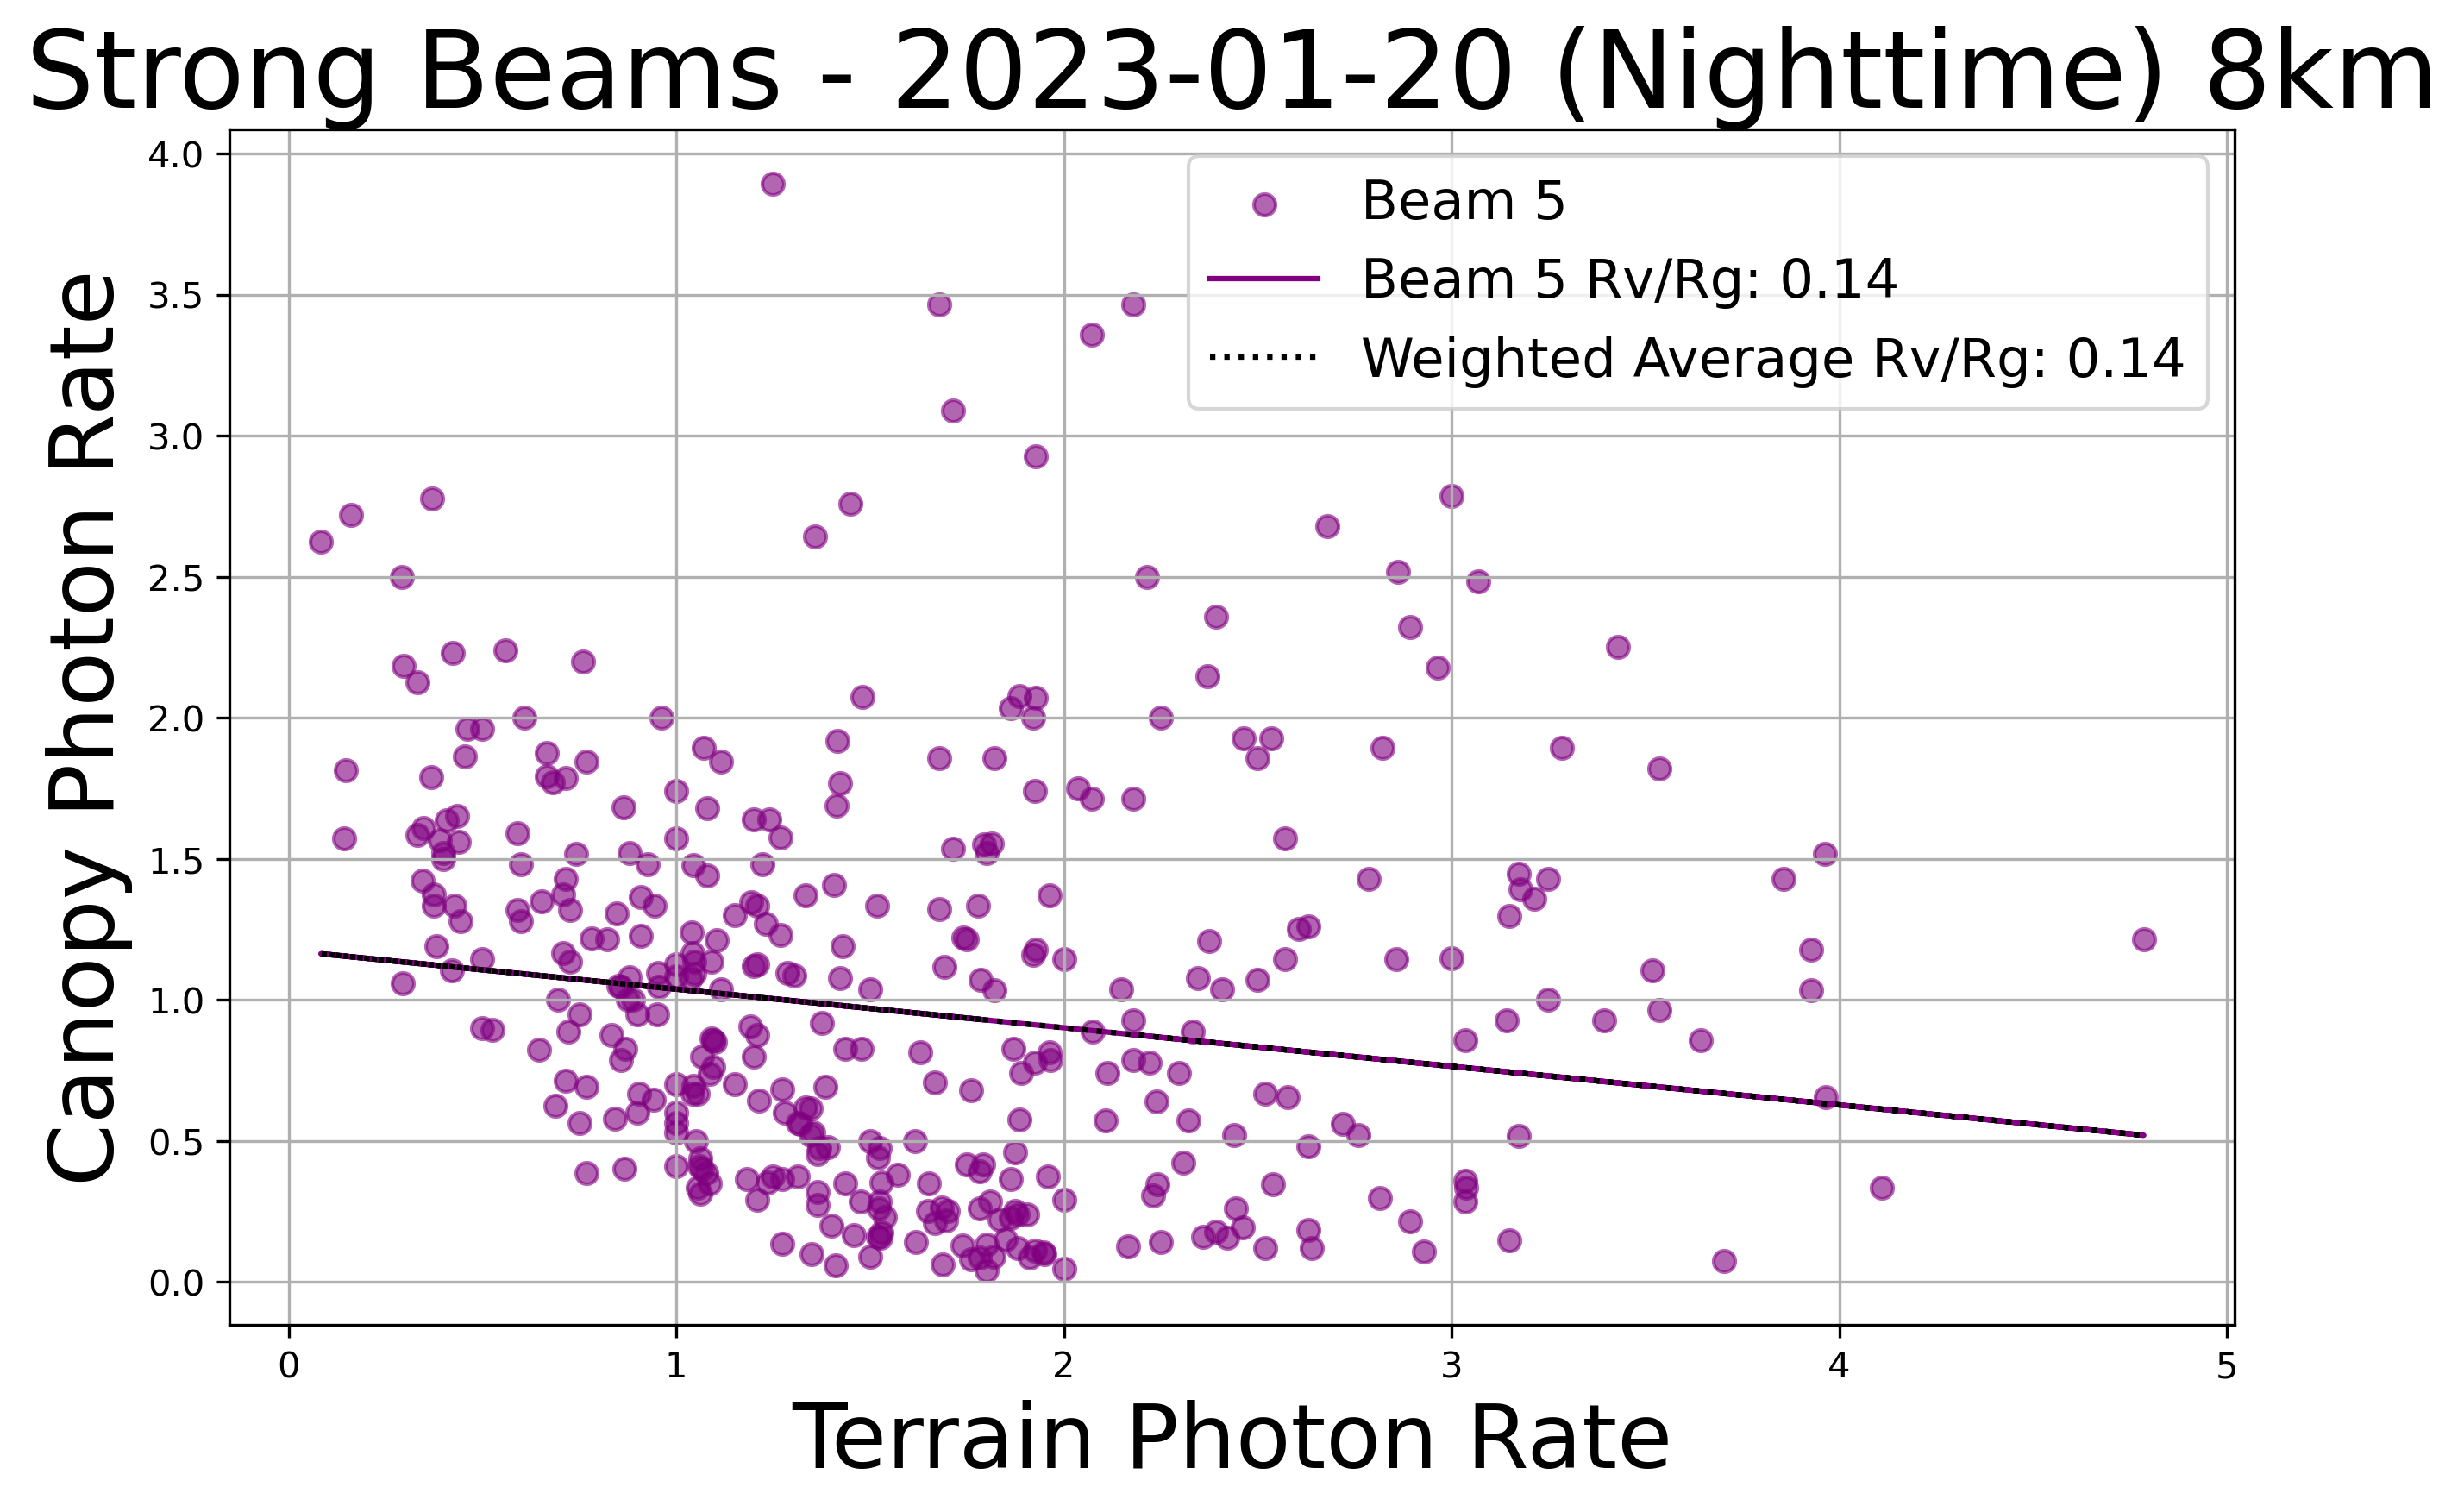 Strong Beams - 2023-01-20 (Nighttime) 8km
Beam 5
Beam 5 Rv/Rg: 0.14
Weighted Average Rv/Rg: 0.14
Canopy Photon Rate
4.0
3.5
3.0
2.5
2.0
1.5
1.0
0.5
0.0
0 1 2 3 4 5
Terrain Photon Rate